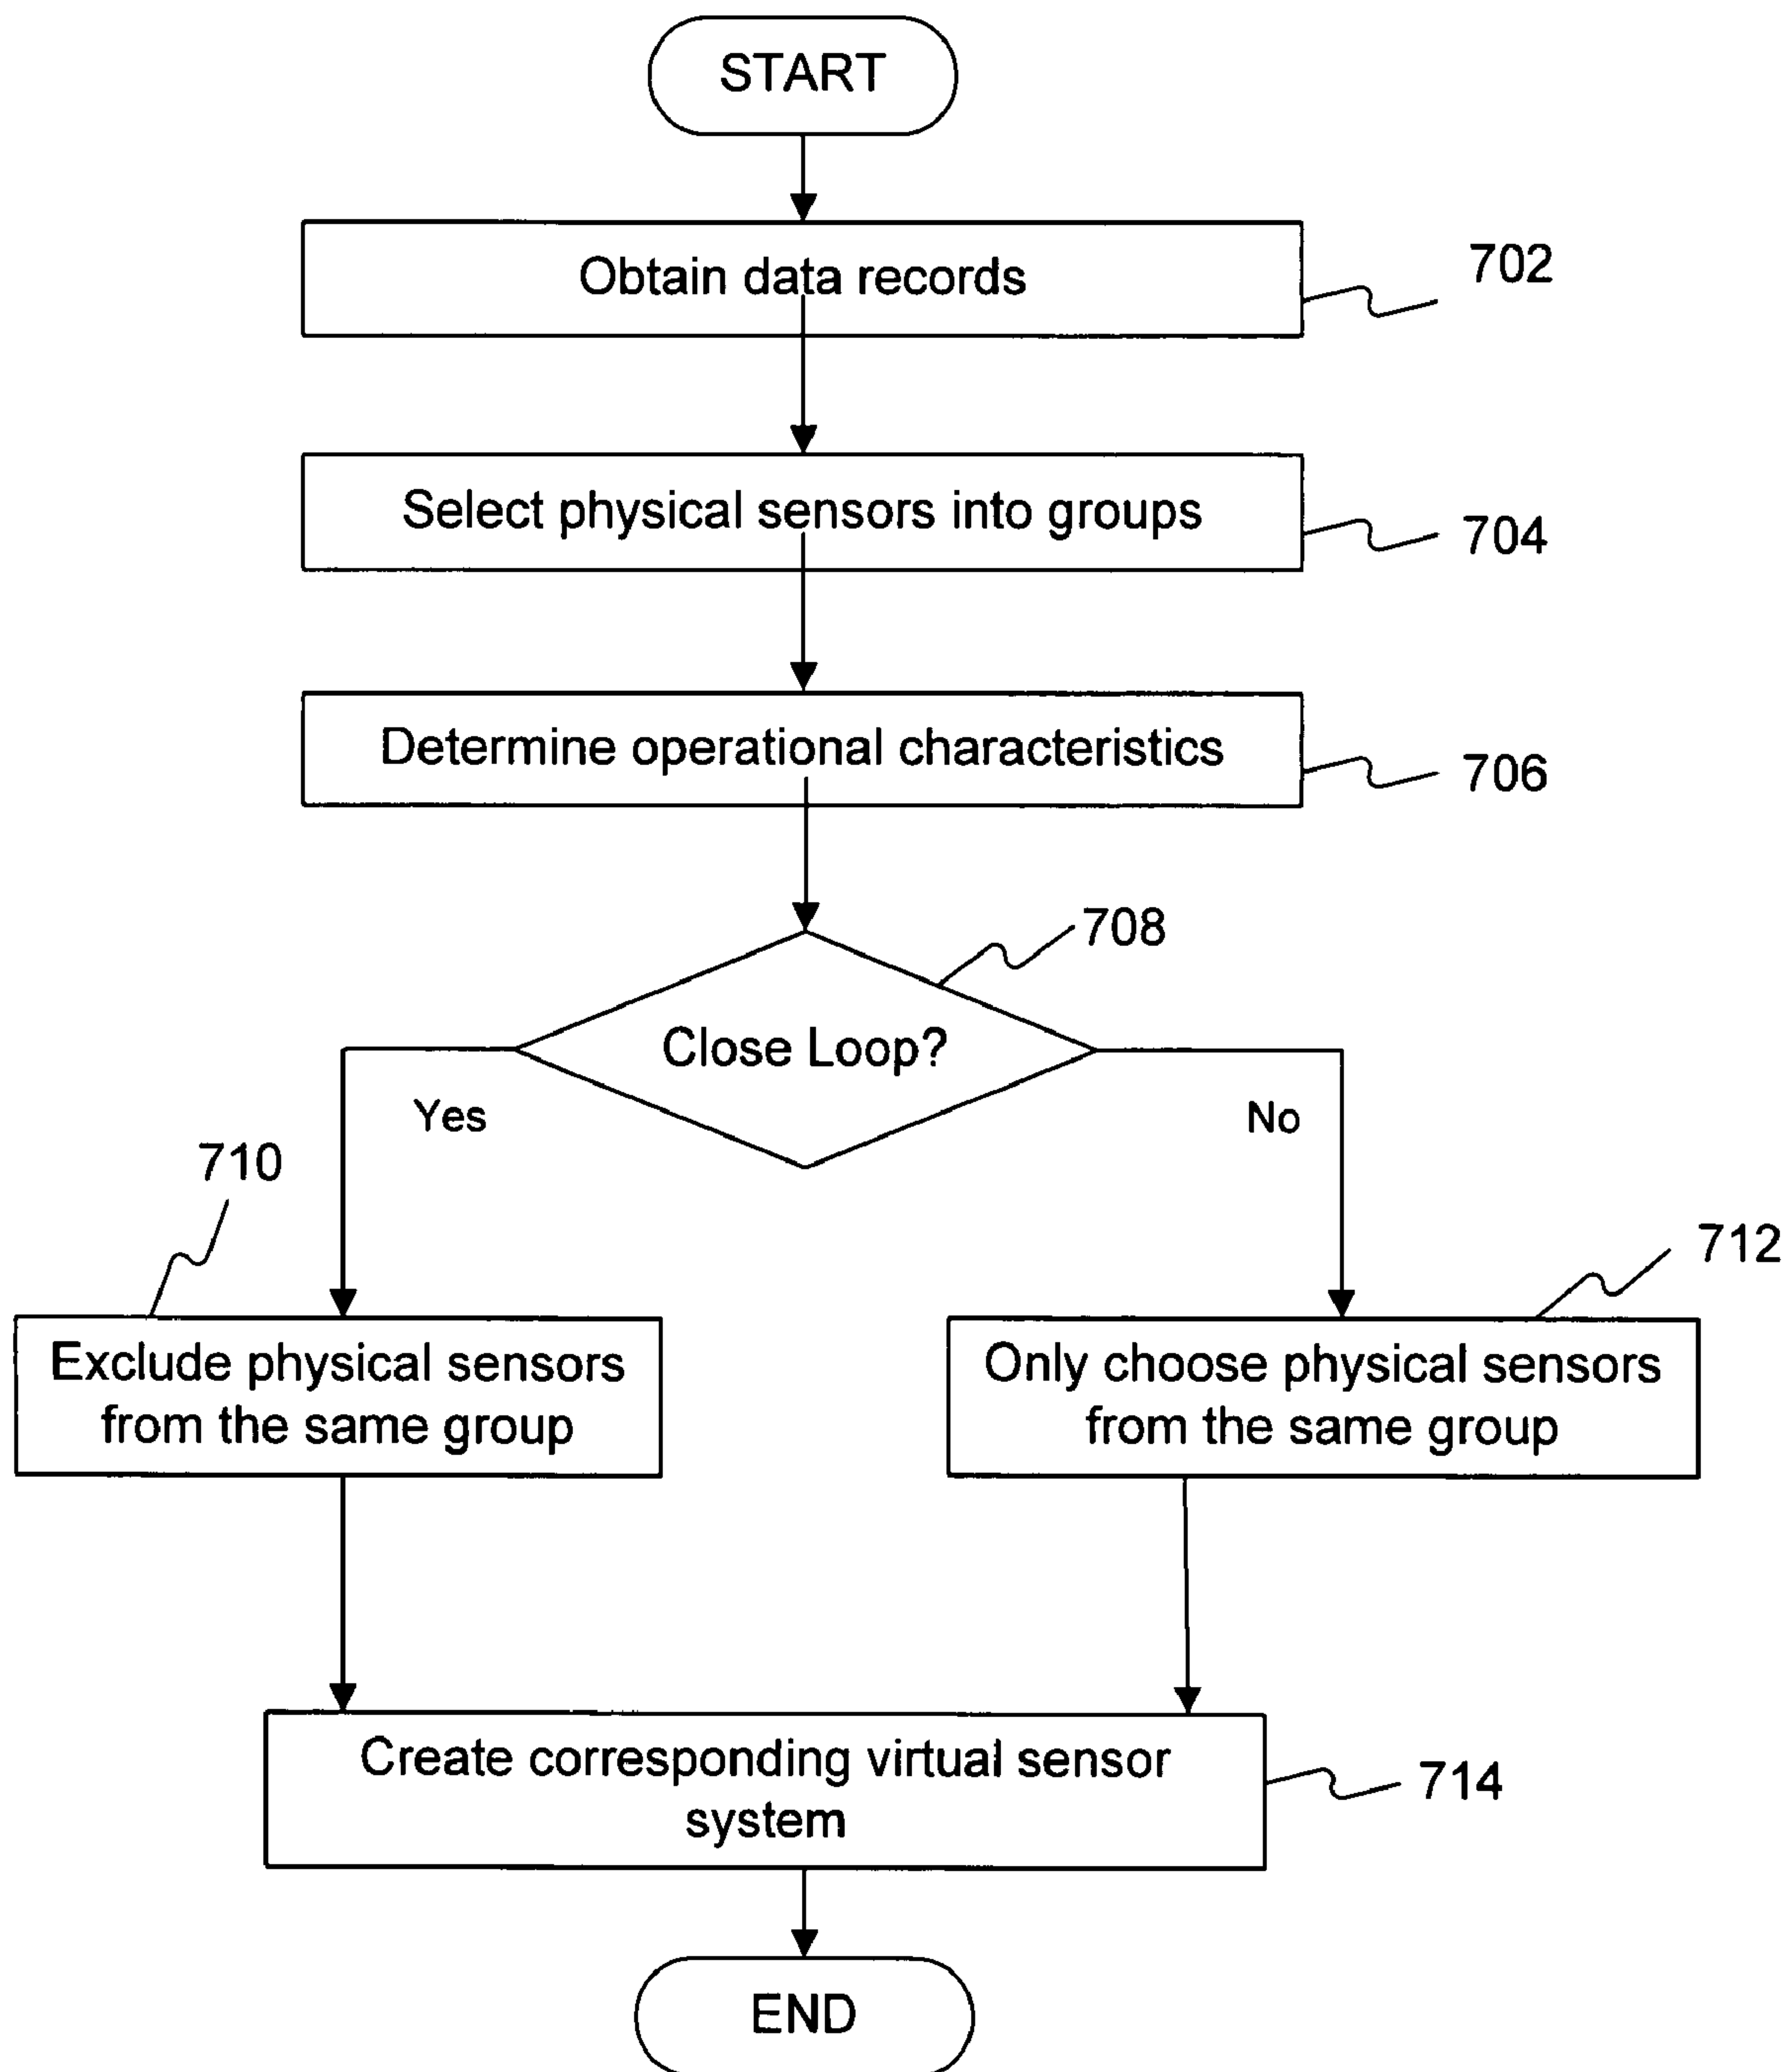 START
Obtain data records
702
Select physical sensors into groups
704
Determine operational characteristics
706
708
Close Loop?
Yes
No
710
712
Exclude physical sensors
from the same group
Only choose physical sensors
from the same group
Create corresponding virtual sensor
system
714
END